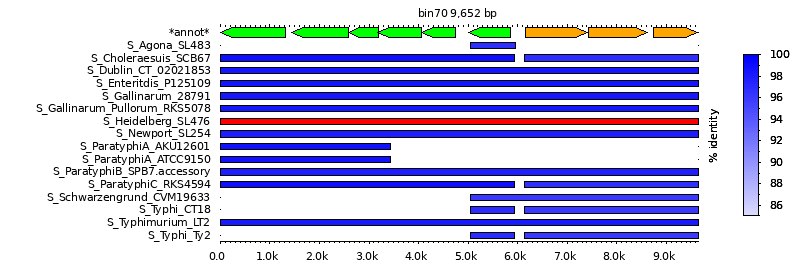 bin70 9,652 bp
*annot*
S_Agona_SL483
S_Choleraesuis_SCB67
S_Dublin_CT_02021853
S_Enteritdis_P125109
S_Gallinarum_28791
S_Gallinarum_Pullorum_RKS5078
S_Heidelberg_SL476
S_Newport_SL254
S_ParatyphiA_AKU12601
S_ParatyphiA_ATCC9150
S_ParatyphiB_SPB7.accessory
S_ParatyphiC_RKS4594
S_Schwarzengrund_CVM19633
S_Typhi_CT18
S_Typhimurium_LT2
S_Typhi_Ty2
0.0 1.0k 2.0k 3.0k 4.0k 5.0k 6.0k 7.0k 8.0k 9.0k
% identity
100
98
96
94
92
90
88
86